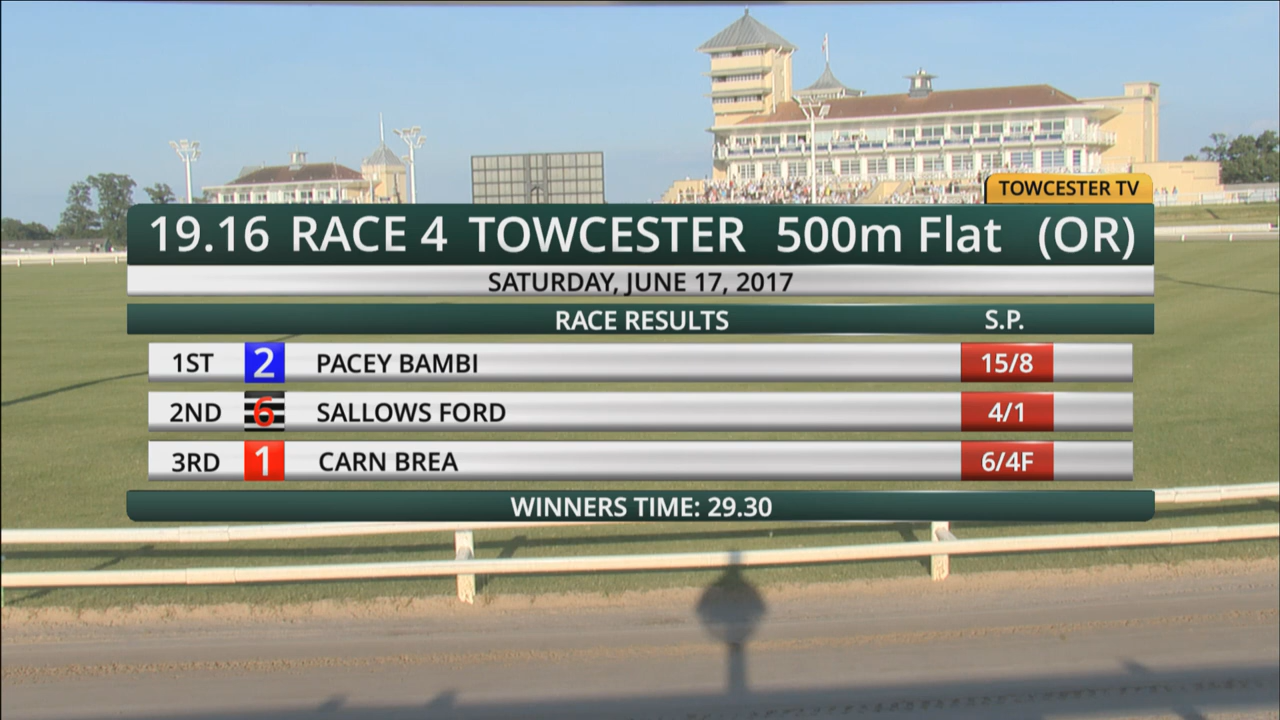 TOWCESTER TV
19.16 RACE 4 TOWCESTER 500m Flat (OR)
SATURDAY, JUNE 17, 2017
RACE RESULTS S.P.
1ST 2 PACEY BAMBI 15/8
2ND 6 SALLOWS FORD 4/1
3RD 1 CARN BREA 6/4F
WINNERS TIME: 29.30